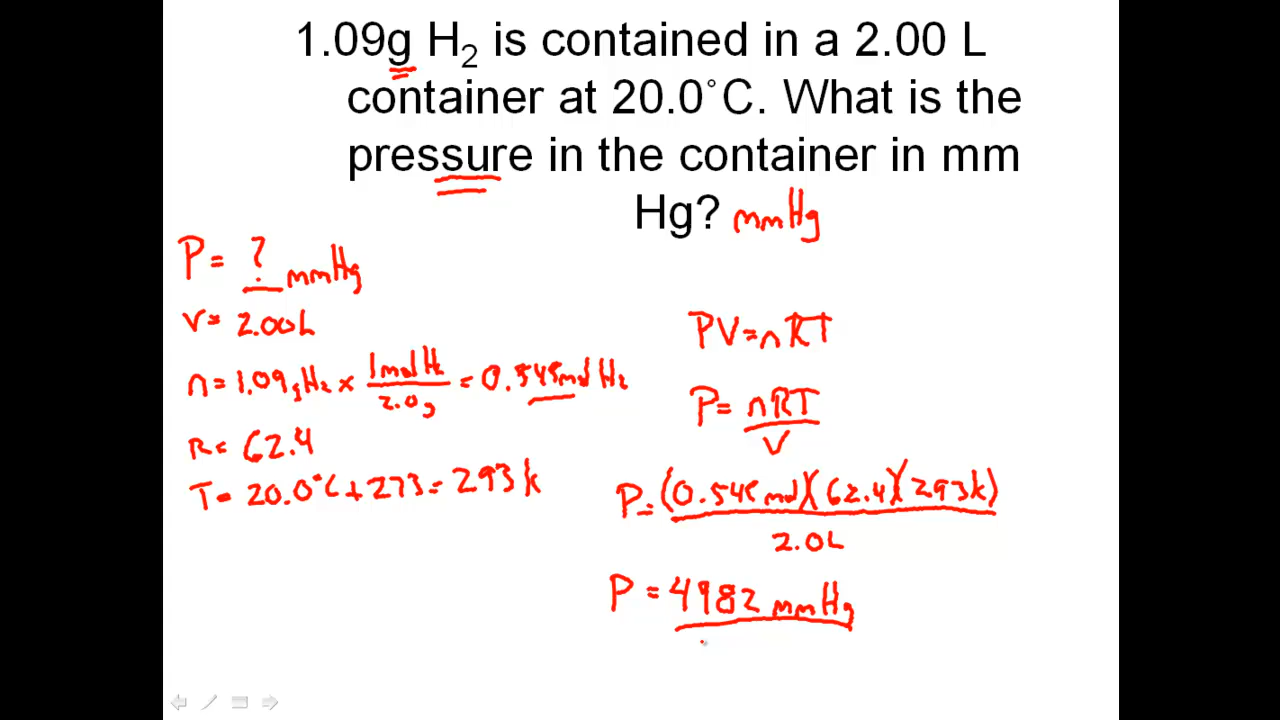 1.09g H₂ is contained in a 2.00 L
container at 20.0°C. What is the
pressure in the container in mm
Hg? mmHg
P = ? mmHg
V = 2.00L
n = 1.09g H₂ × 1mol H₂ / 2.0g = 0.545mol H₂
R = 62.4
T = 20.0°C + 273 = 293k
PV = nRT
P = nRT / V
P = (0.545 mol)(62.4)(293k) / 2.0L
P = 4982 mmHg